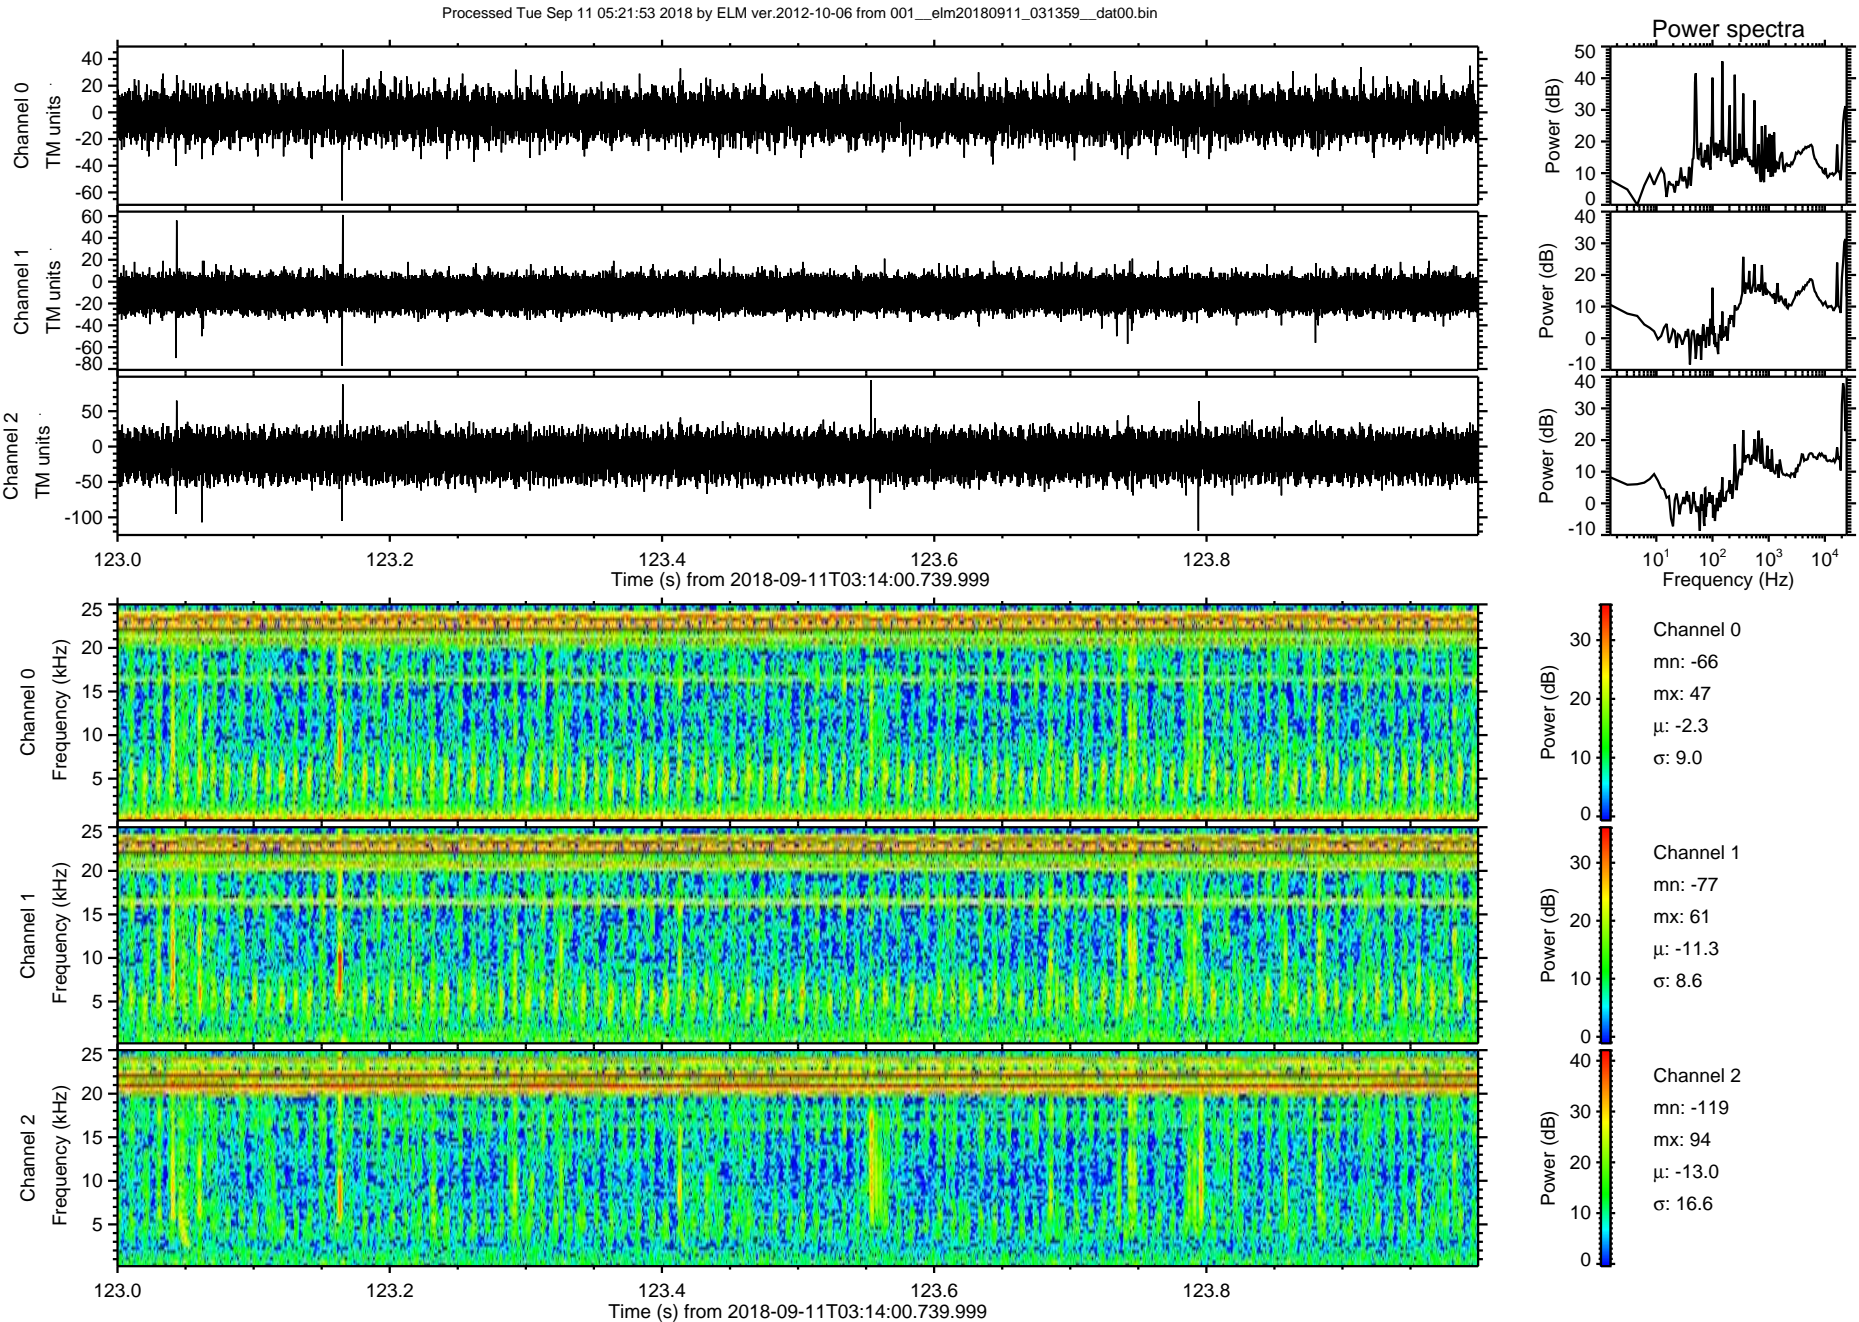 Processed Tue Sep 11 05:21:53 2018 by ELM ver.2012-10-06 from 001__elm20180911_031359__dat00.bin
Power spectra
Channel 0
TM units
40
20
0
-20
-40
-60
Power (dB)
50
40
30
20
10
0
Channel 1
TM units
60
40
20
0
-20
-40
-60
-80
Power (dB)
40
30
20
10
0
-10
Channel 2
TM units
50
0
-50
-100
Power (dB)
40
30
20
10
0
-10
123.0 123.2 123.4 123.6 123.8
Time (s) from 2018-09-11T03:14:00.739.999
10^1 10^2 10^3 10^4
Frequency (Hz)
Channel 0
Frequency (kHz)
25
20
15
10
5
Power (dB)
30
20
10
0
Channel 0
mn: -66
mx: 47
μ: -2.3
σ: 9.0
Channel 1
Frequency (kHz)
25
20
15
10
5
Power (dB)
30
20
10
0
Channel 1
mn: -77
mx: 61
μ: -11.3
σ: 8.6
Channel 2
Frequency (kHz)
25
20
15
10
5
Power (dB)
40
30
20
10
0
Channel 2
mn: -119
mx: 94
μ: -13.0
σ: 16.6
123.0 123.2 123.4 123.6 123.8
Time (s) from 2018-09-11T03:14:00.739.999